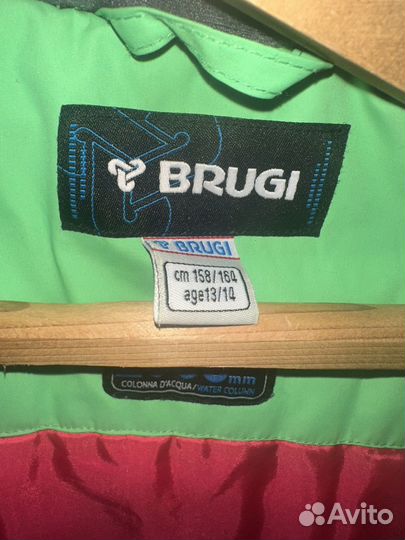 BRUGI
BRUGI
cm 158/164
age13/14
mm
COLONNA D'ACQUA/WATER COLUMN
Avito